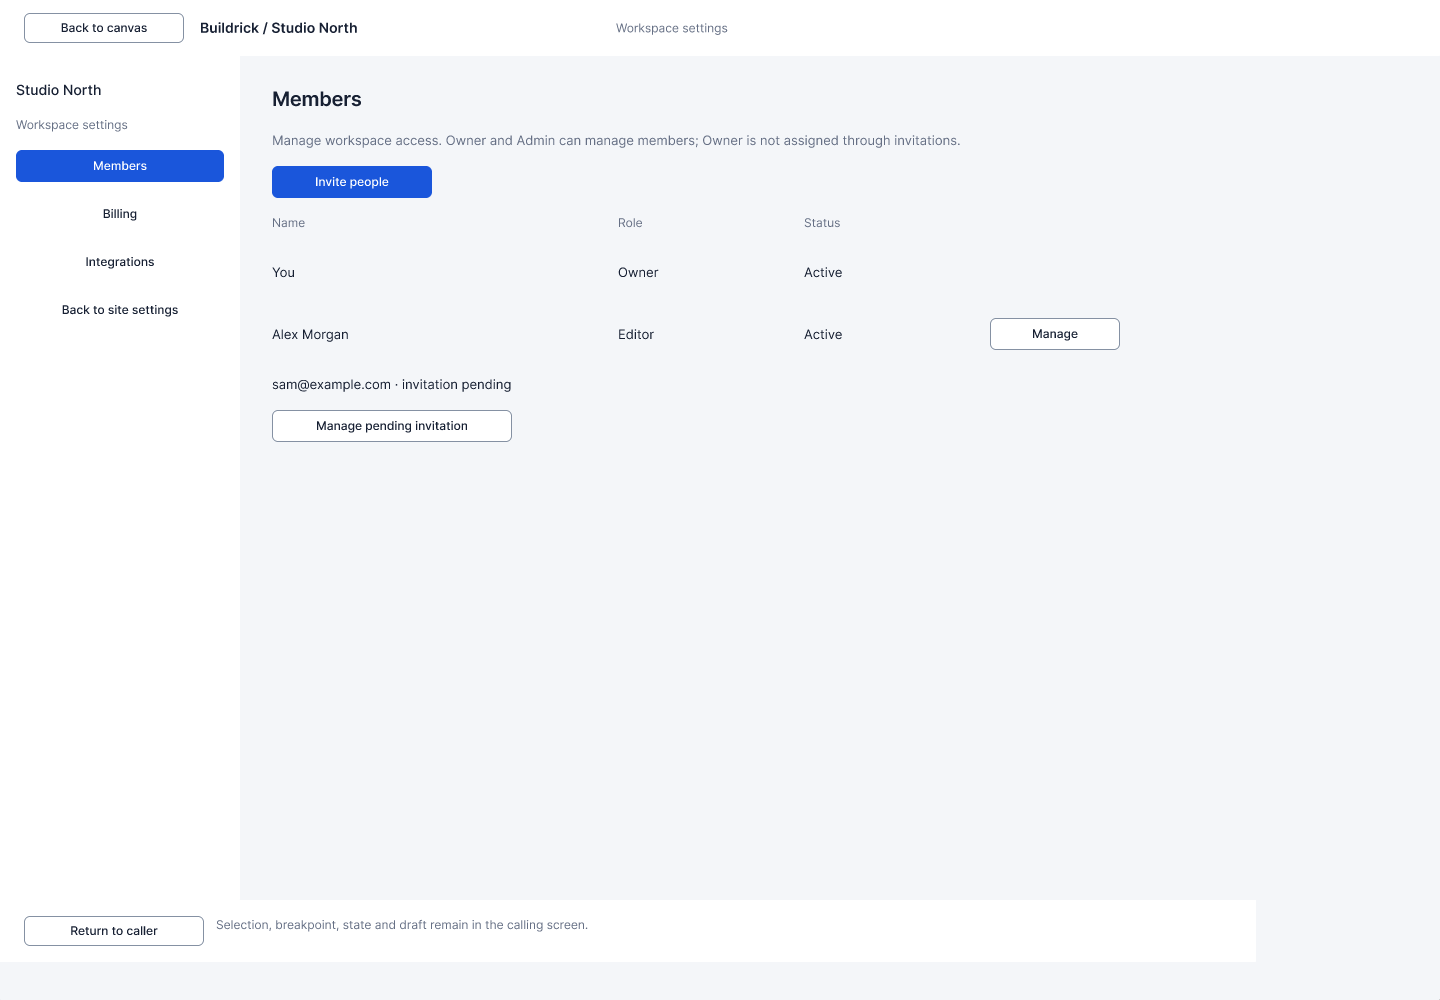 Back to canvas
Buildrick / Studio North
Workspace settings
Studio North
Workspace settings
Members
Billing
Integrations
Back to site settings
Members
Manage workspace access. Owner and Admin can manage members; Owner is not assigned through invitations.
Invite people
Name Role Status
You Owner Active
Alex Morgan Editor Active Manage
sam@example.com · invitation pending
Manage pending invitation
Return to caller
Selection, breakpoint, state and draft remain in the calling screen.